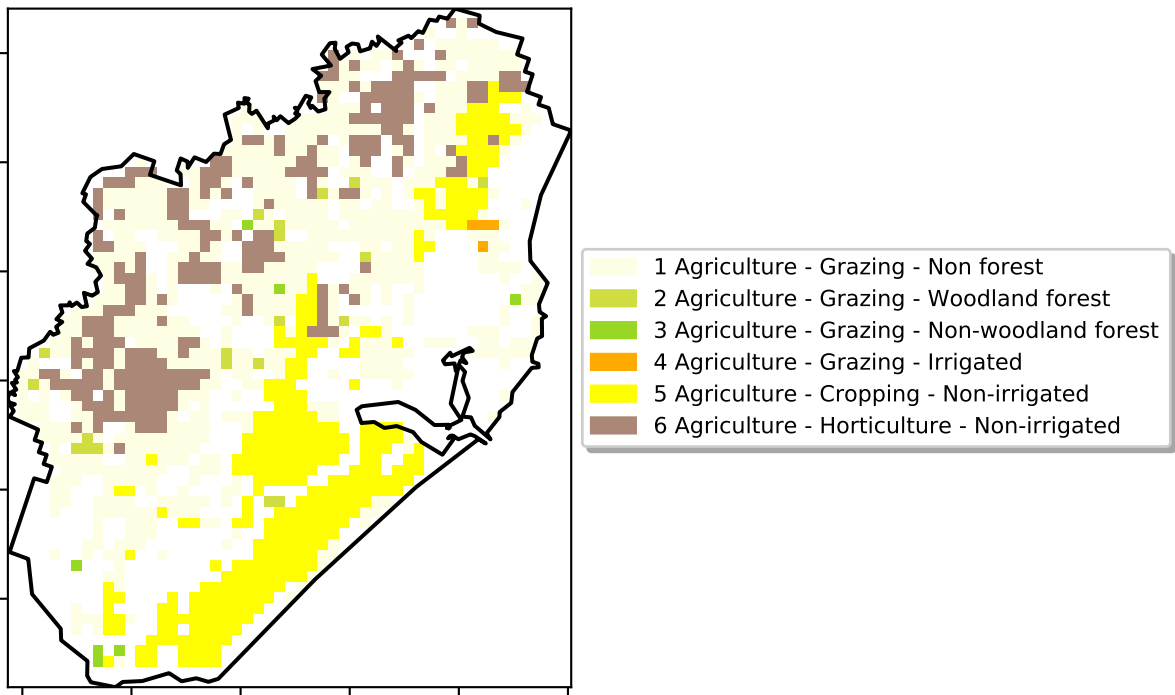 1 Agriculture - Grazing - Non forest
2 Agriculture - Grazing - Woodland forest
3 Agriculture - Grazing - Non-woodland forest
4 Agriculture - Grazing - Irrigated
5 Agriculture - Cropping - Non-irrigated
6 Agriculture - Horticulture - Non-irrigated